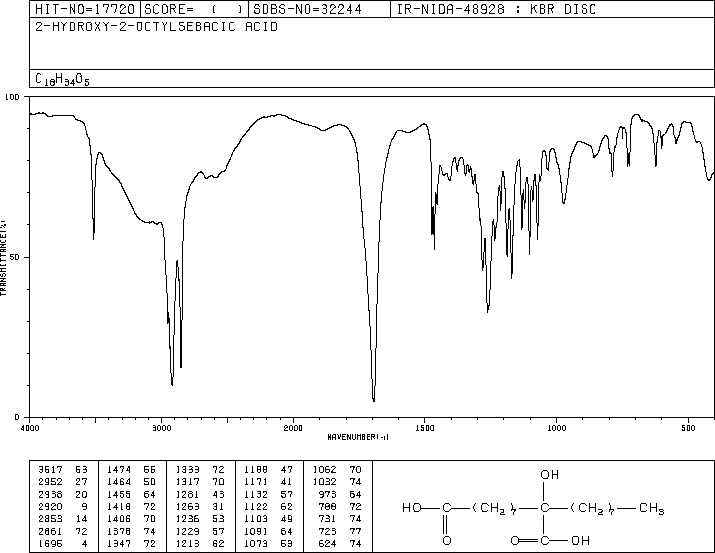 HIT-NO=17720 SCORE= ( ) SDBS-NO=32244 IR-NIDA-48928 : KBR DISC
2-HYDROXY-2-OCTYLSEBACIC ACID
C18H34O5
100
50
0
TRANSMITTANCE(%)
4000 3000 2000 1500 1000 500
WAVENUMBER(-1)
3517 53 1474 55 1333 72 1188 47 1062 70
2952 27 1464 50 1317 70 1171 41 1032 74
2938 20 1455 64 1281 43 1132 57 973 64
2920 9 1418 72 1263 31 1122 62 788 72
2853 14 1406 70 1236 53 1103 49 731 74
2661 72 1378 74 1229 57 1091 64 723 77
1695 4 1347 72 1213 62 1073 53 624 74
OH
HO—C—(CH2)7—C—(CH2)7—CH3
O O=C—OH